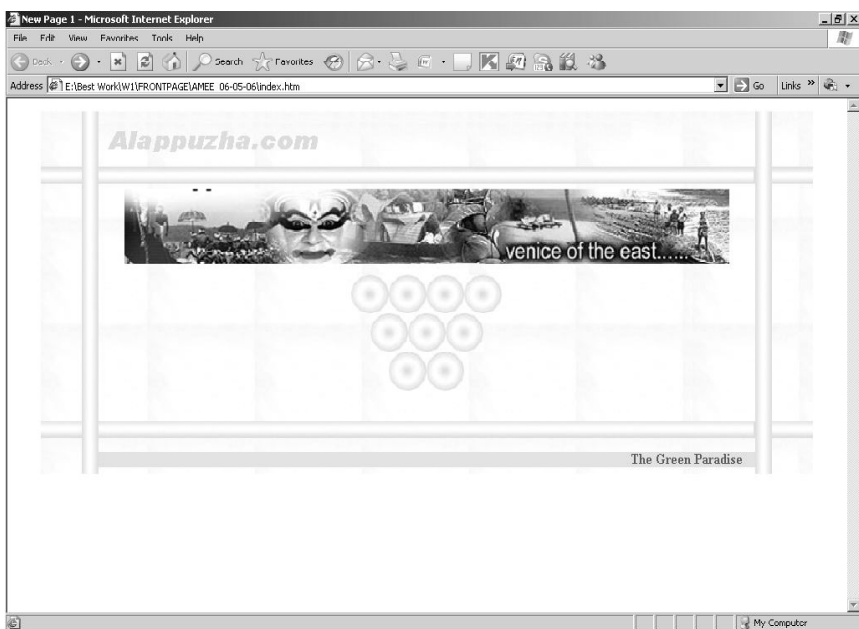 New Page 1 - Microsoft Internet Explorer
File Edit View Favorites Tools Help
Back Search Favorites
Address E:\Best Work\W1\FRONTPAGE\AMEE 06-05-06\index.htm Go Links »
Alappuzha.com
venice of the east......
The Green Paradise
My Computer